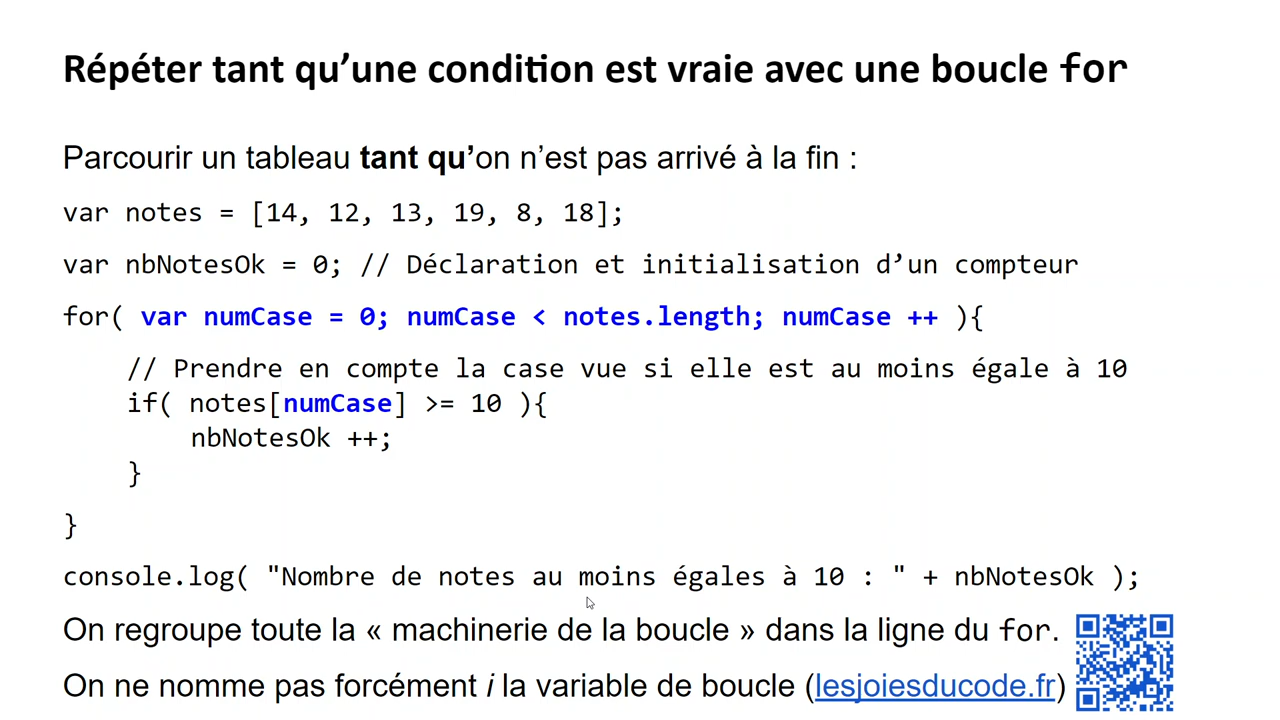 Répéter tant qu’une condition est vraie avec une boucle for
Parcourir un tableau tant qu’on n’est pas arrivé à la fin :
var notes = [14, 12, 13, 19, 8, 18];
var nbNotesOk = 0; // Déclaration et initialisation d’un compteur
for( var numCase = 0; numCase < notes.length; numCase ++ ){
// Prendre en compte la case vue si elle est au moins égale à 10
if( notes[numCase] >= 10 ){
nbNotesOk ++;
}
}
console.log( "Nombre de notes au moins égales à 10 : " + nbNotesOk );
On regroupe toute la « machinerie de la boucle » dans la ligne du for.
On ne nomme pas forcément i la variable de boucle (lesjoiesducode.fr)